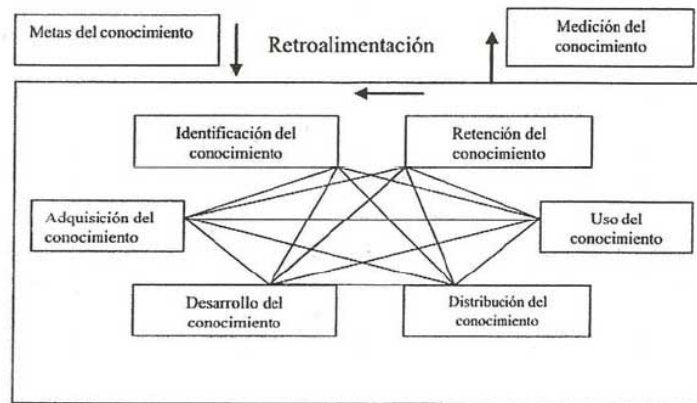 Metas del conocimiento
Retroalimentación
Medición del
conocimiento
Identificación del
conocimiento
Retención del
conocimiento
Adquisición del
conocimiento
Uso del
conocimiento
Desarrollo del
conocimiento
Distribución del
conocimiento